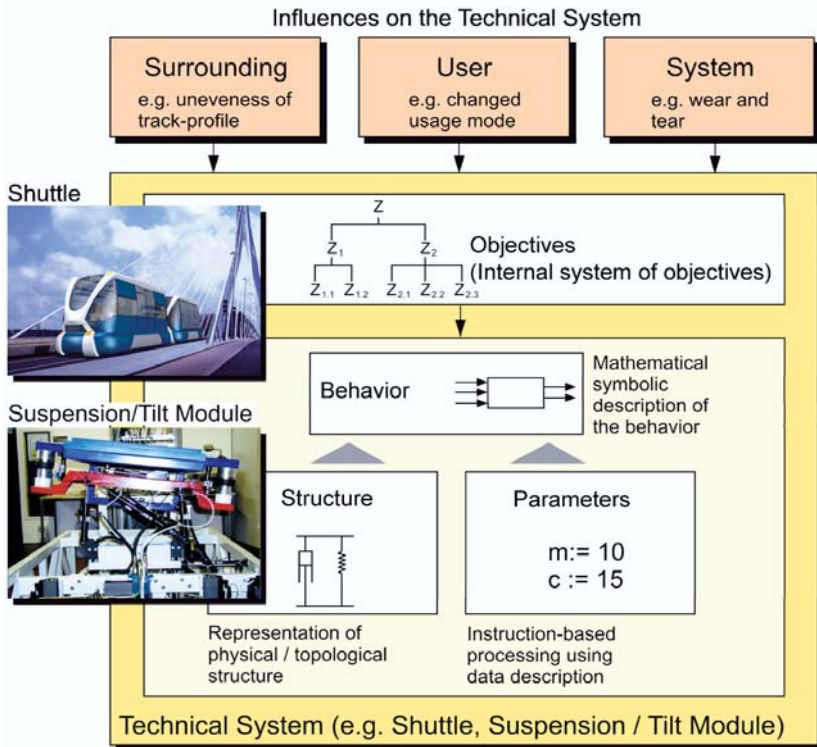 Influences on the Technical System
Surrounding
e.g. uneveness of
track-profile
User
e.g. changed
usage mode
System
e.g. wear and
tear
Shuttle
Z
Z1
Z2
Z1.1 Z1.2
Z2.1 Z2.2 Z2.3
Objectives
(Internal system of objectives)
Behavior
Mathematical
symbolic
description of
the behavior
Suspension/Tilt Module
Structure
Parameters
m:= 10
c := 15
Representation of
physical / topological
structure
Instruction-based
processing using
data description
Technical System (e.g. Shuttle, Suspension / Tilt Module)